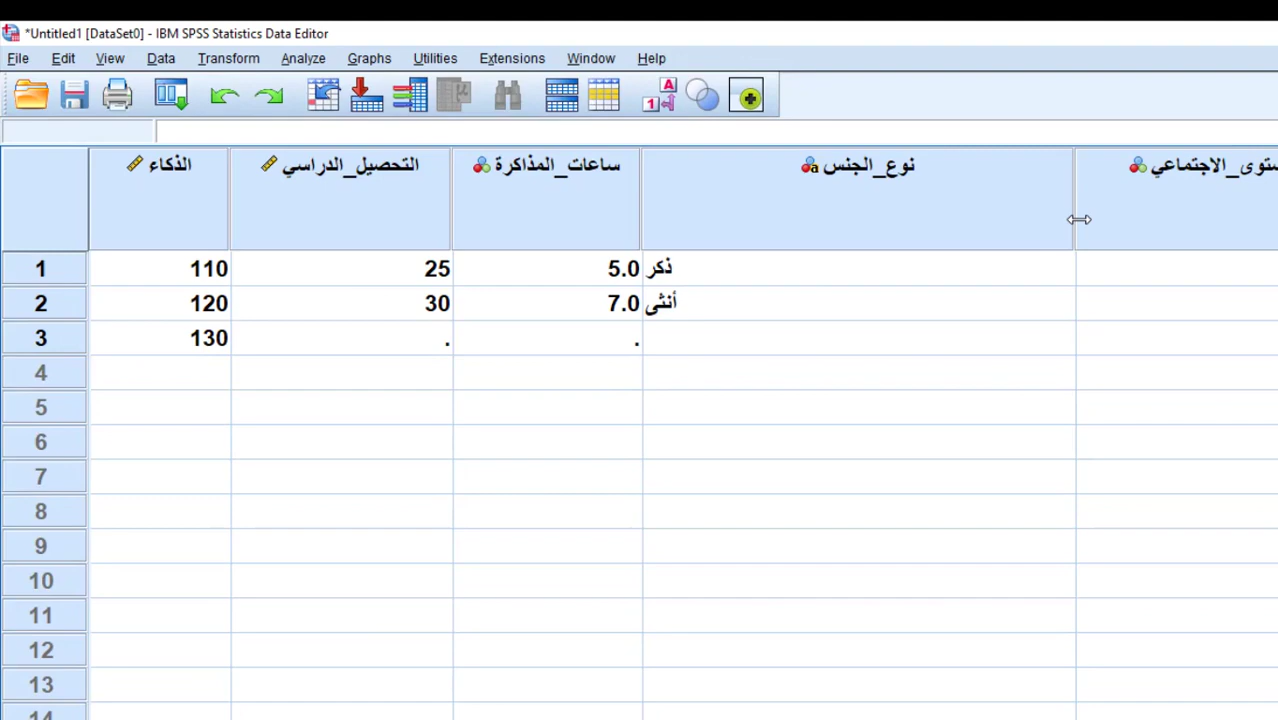 *Untitled1 [DataSet0] - IBM SPSS Statistics Data Editor
File Edit View Data Transform Analyze Graphs Utilities Extensions Window Help
الذكاء التحصيل_الدراسي ساعات_المذاكرة نوع_الجنس ستوى_الاجتماعي
1 110 25 5.0 ذكر
2 120 30 7.0 أنثى
3 130 . .
4
5
6
7
8
9
10
11
12
13
14